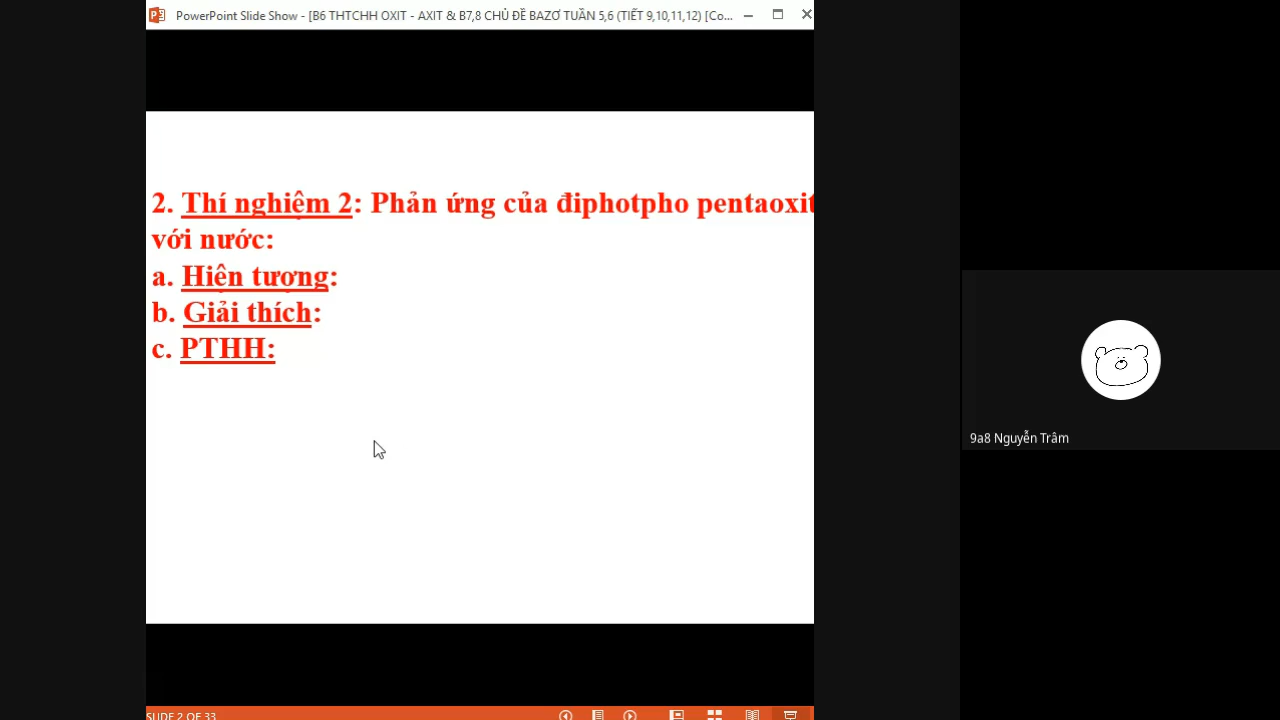 PowerPoint Slide Show - [B6 THTCHH OXIT - AXIT & B7,8 CHỦ ĐỀ BAZƠ TUẦN 5,6 (TIẾT 9,10,11,12) [Co...
2. Thí nghiệm 2: Phản ứng của điphotpho pentaoxit
với nước:
a. Hiện tượng:
b. Giải thích:
c. PTHH:
9a8 Nguyễn Trâm
SLIDE 2 OF 33